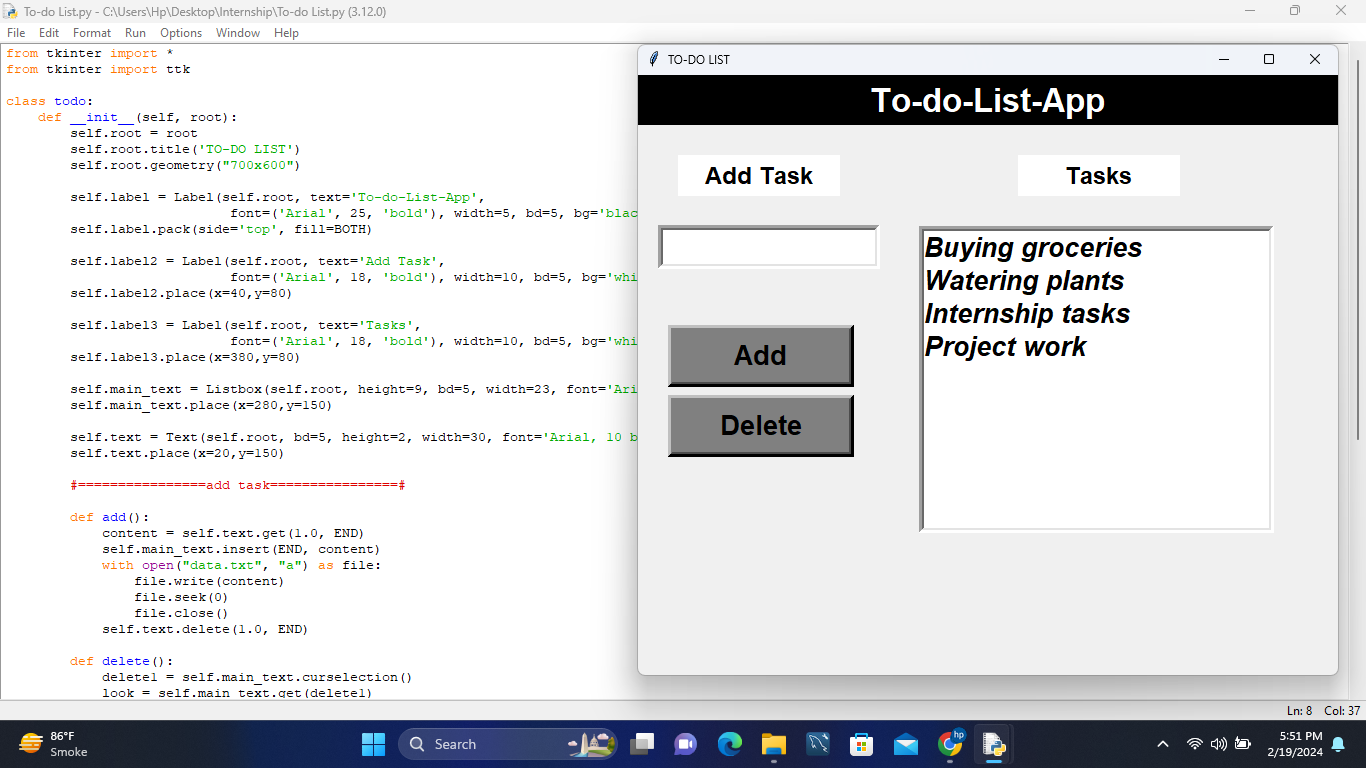 To-do List.py - C:\Users\Hp\Desktop\Internship\To-do List.py (3.12.0)
File Edit Format Run Options Window Help
from tkinter import *
from tkinter import ttk
class todo:
def __init__(self, root):
self.root = root
self.root.title('TO-DO LIST')
self.root.geometry("700x600")
self.label = Label(self.root, text='To-do-List-App',
font=('Arial', 25, 'bold'), width=5, bd=5, bg='blac
self.label.pack(side='top', fill=BOTH)
self.label2 = Label(self.root, text='Add Task',
font=('Arial', 18, 'bold'), width=10, bd=5, bg='whi
self.label2.place(x=40,y=80)
self.label3 = Label(self.root, text='Tasks',
font=('Arial', 18, 'bold'), width=10, bd=5, bg='whi
self.label3.place(x=380,y=80)
self.main_text = Listbox(self.root, height=9, bd=5, width=23, font='Ari
self.main_text.place(x=280,y=150)
self.text = Text(self.root, bd=5, height=2, width=30, font='Arial, 10 b
self.text.place(x=20,y=150)
#================add task================#
def add():
content = self.text.get(1.0, END)
self.main_text.insert(END, content)
with open("data.txt", "a") as file:
file.write(content)
file.seek(0)
file.close()
self.text.delete(1.0, END)
def delete():
look = self.main_text.get(
TO-DO LIST
To-do-List-App
Add Task
Tasks
Add
Delete
Buying groceries
Watering plants
Internship tasks
Project work
Ln: 8 Col: 37
86°F
Smoke
Search
hp
5:51 PM
2/19/2024